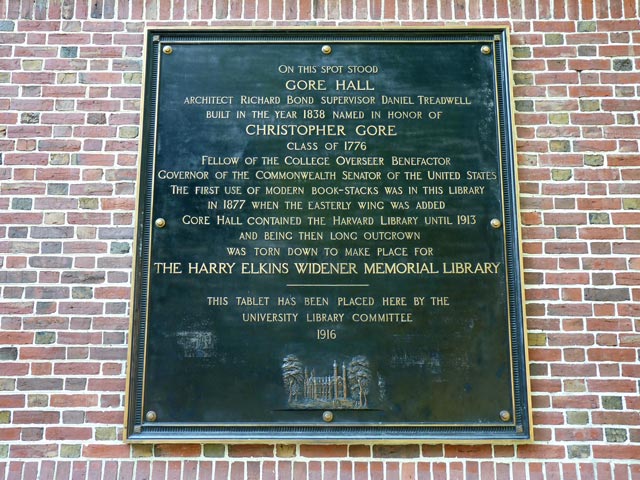 On this spot stood
GORE HALL
architect Richard Bond supervisor Daniel Treadwell
built in the year 1838 named in honor of
CHRISTOPHER GORE
class of 1776
Fellow of the College Overseer Benefactor
Governor of the Commonwealth Senator of the United States
The first use of modern book-stacks was in this library
in 1877 when the easterly wing was added
Gore Hall contained the Harvard Library until 1913
and being then long outgrown
was torn down to make place for
THE HARRY ELKINS WIDENER MEMORIAL LIBRARY
this tablet has been placed here by the
University Library Committee
1916